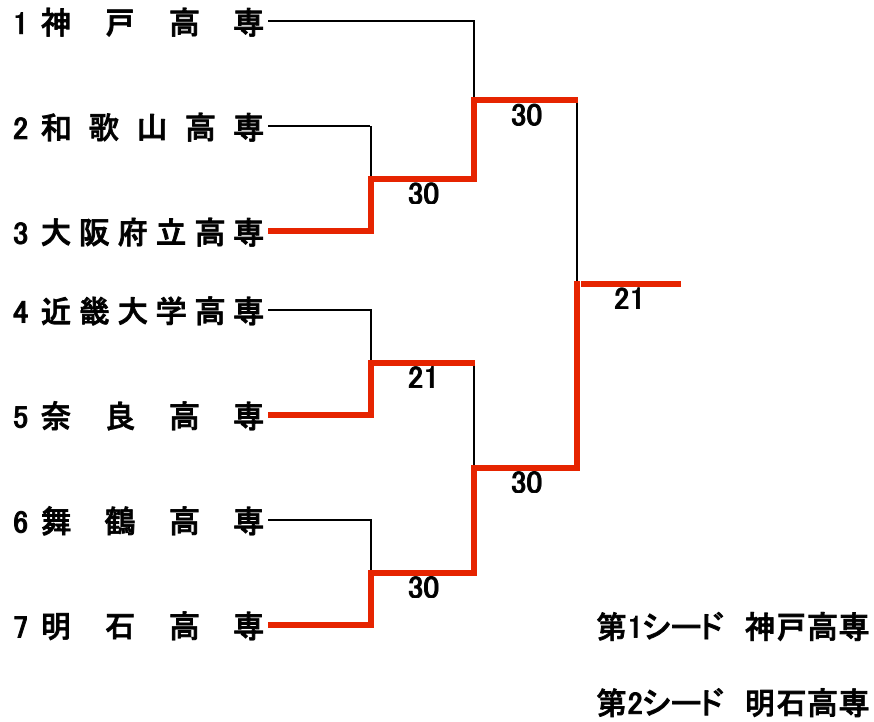 1 神戸高専
30
2 和歌山高専
30
3 大阪府立高専
21
4 近畿大学高専
21
5 奈良高専
30
6 舞鶴高専
30
7 明石高専
第1シード 神戸高専
第2シード 明石高専